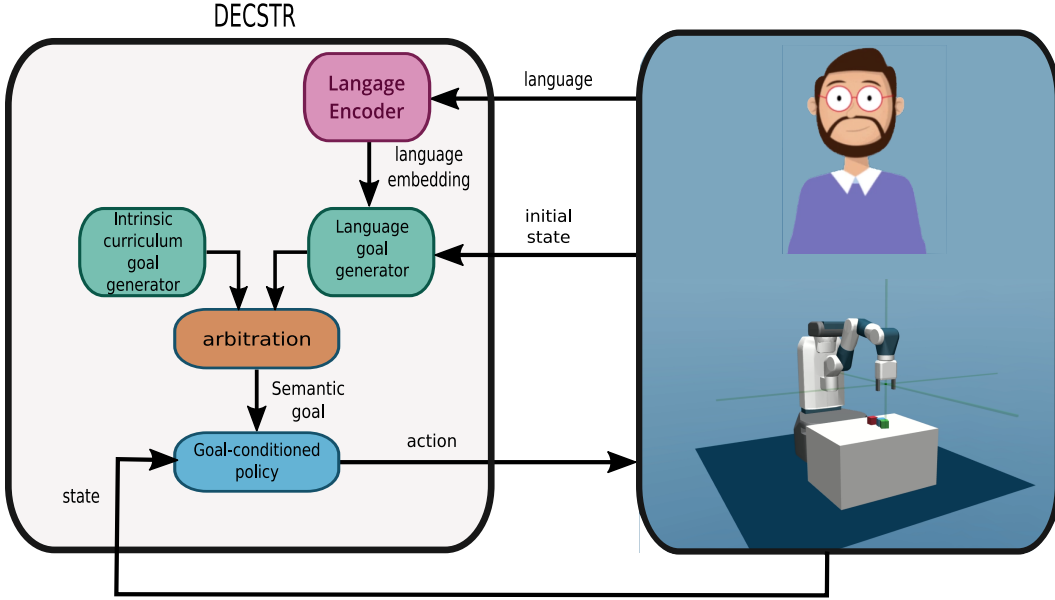 DECSTR
Langage
Encoder
language
language
embedding
Intrinsic
curriculum
goal
generator
Language
goal
generator
initial
state
arbitration
Semantic
goal
Goal-conditioned
policy
action
state